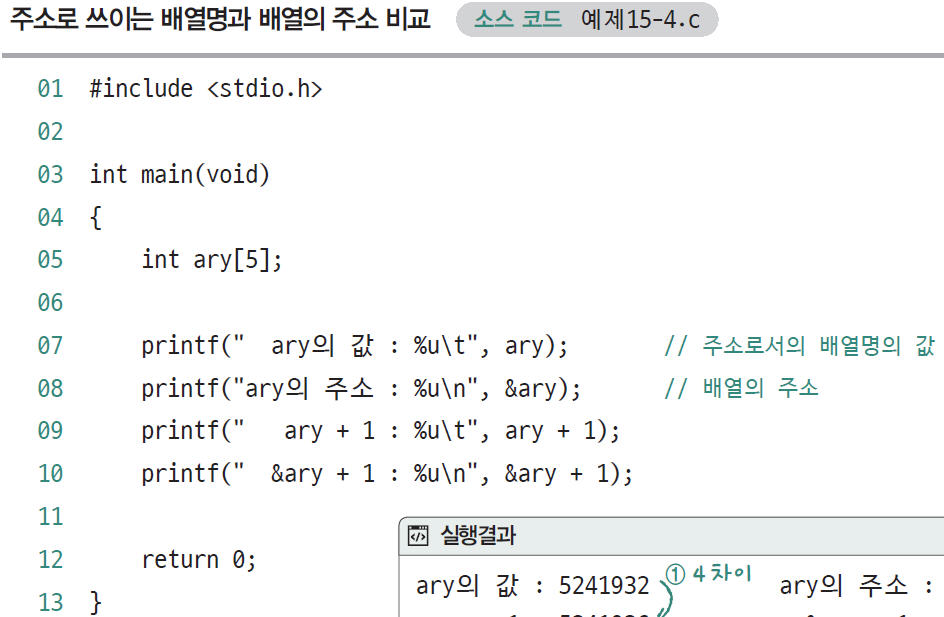 주소로 쓰이는 배열명과 배열의 주소 비교 소스 코드 예제15-4.c
01 #include <stdio.h>
02
03 int main(void)
04 {
05 int ary[5];
06
07 printf("  ary의 값 : %u\t", ary); // 주소로서의 배열명의 값
08 printf("ary의 주소 : %u\n", &ary); // 배열의 주소
09 printf("   ary + 1 : %u\t", ary + 1);
10 printf("  &ary + 1 : %u\n", &ary + 1);
11
12 return 0;
13 }
실행결과
ary의 값 : 5241932 ① 4 차이 ary의 주소 :